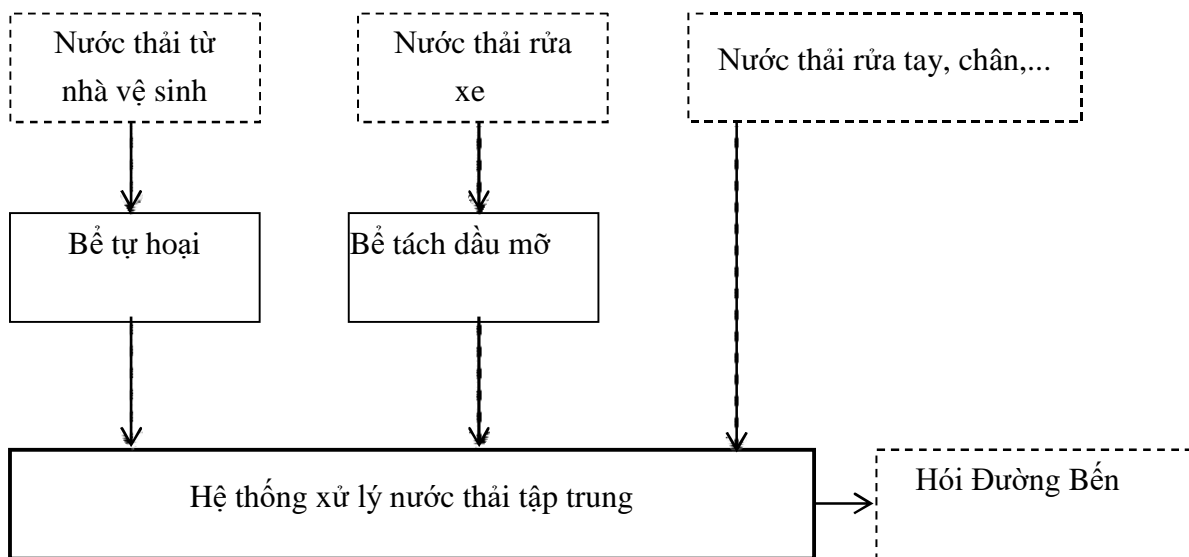 Nước thải từ
nhà vệ sinh
Nước thải rửa
xe
Nước thải rửa tay, chân,...
Bể tự hoại
Bể tách dầu mỡ
Hệ thống xử lý nước thải tập trung
Hói Đường Bến